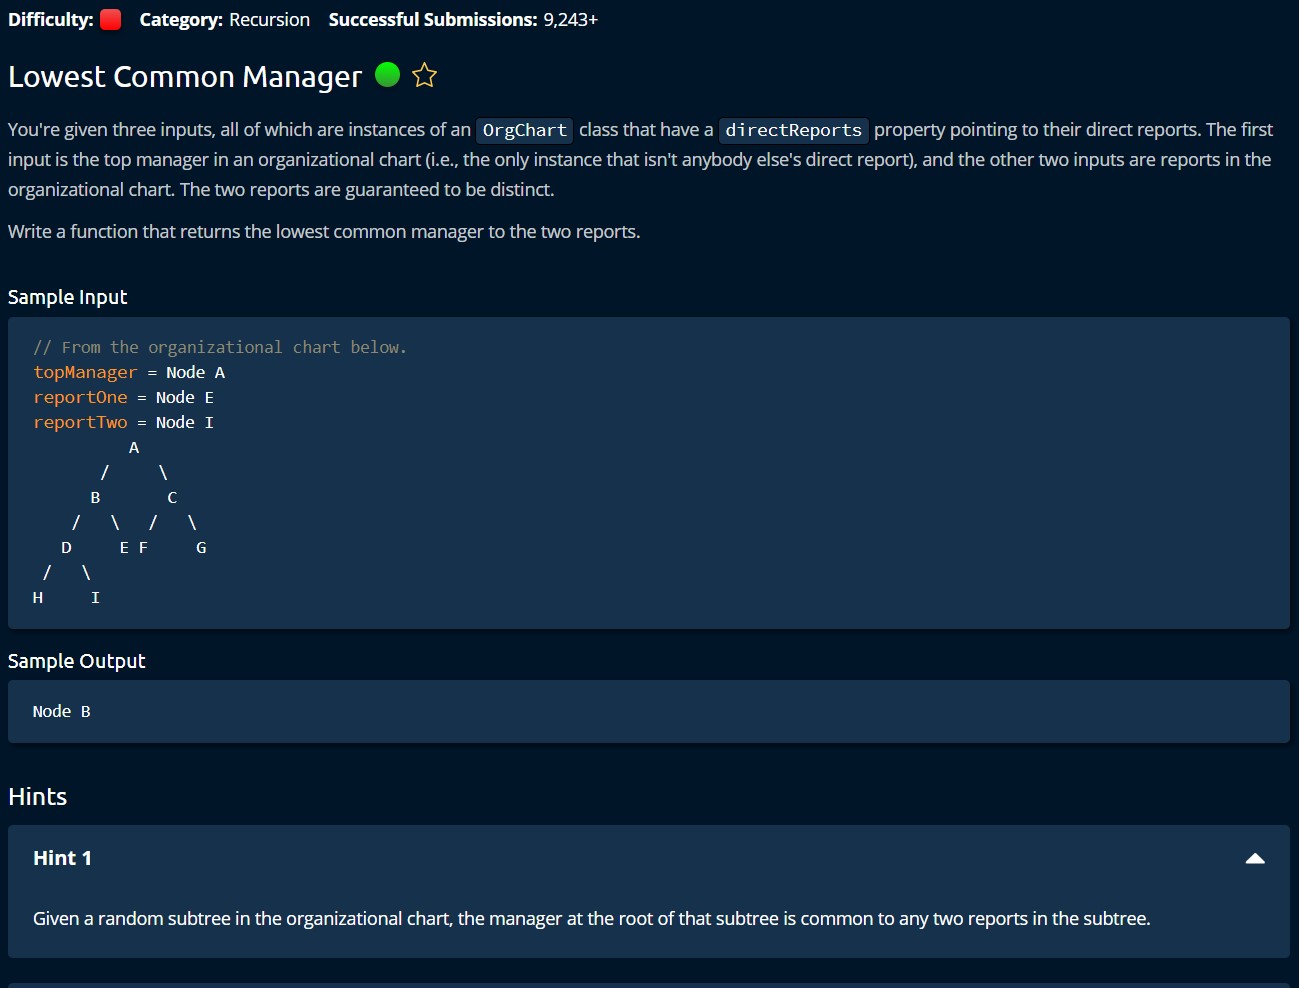 Difficulty: Category: Recursion Successful Submissions: 9,243+
Lowest Common Manager
You're given three inputs, all of which are instances of an OrgChart class that have a directReports property pointing to their direct reports. The first
input is the top manager in an organizational chart (i.e., the only instance that isn't anybody else's direct report), and the other two inputs are reports in the
organizational chart. The two reports are guaranteed to be distinct.
Write a function that returns the lowest common manager to the two reports.
Sample Input
// From the organizational chart below.
topManager = Node A
reportOne = Node E
reportTwo = Node I
          A
       /     \
      B       C
    /   \   /   \
   D     E F     G
 /   \
H     I
Sample Output
Node B
Hints
Hint 1
Given a random subtree in the organizational chart, the manager at the root of that subtree is common to any two reports in the subtree.